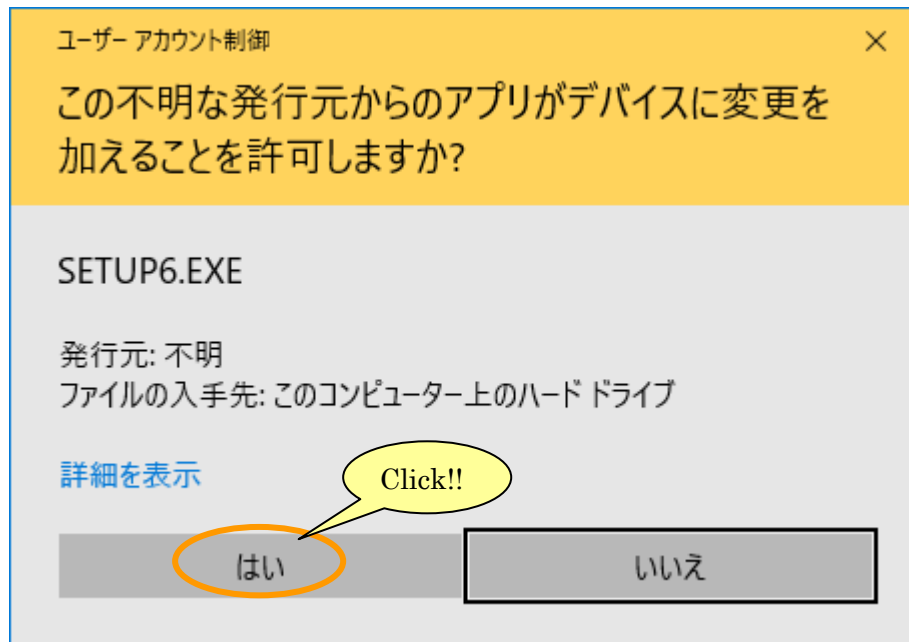 ユーザー アカウント制御
この不明な発行元からのアプリがデバイスに変更を
加えることを許可しますか?
SETUP6.EXE
発行元: 不明
ファイルの入手先: このコンピューター上のハード ドライブ
詳細を表示
Click!!
はい
いいえ